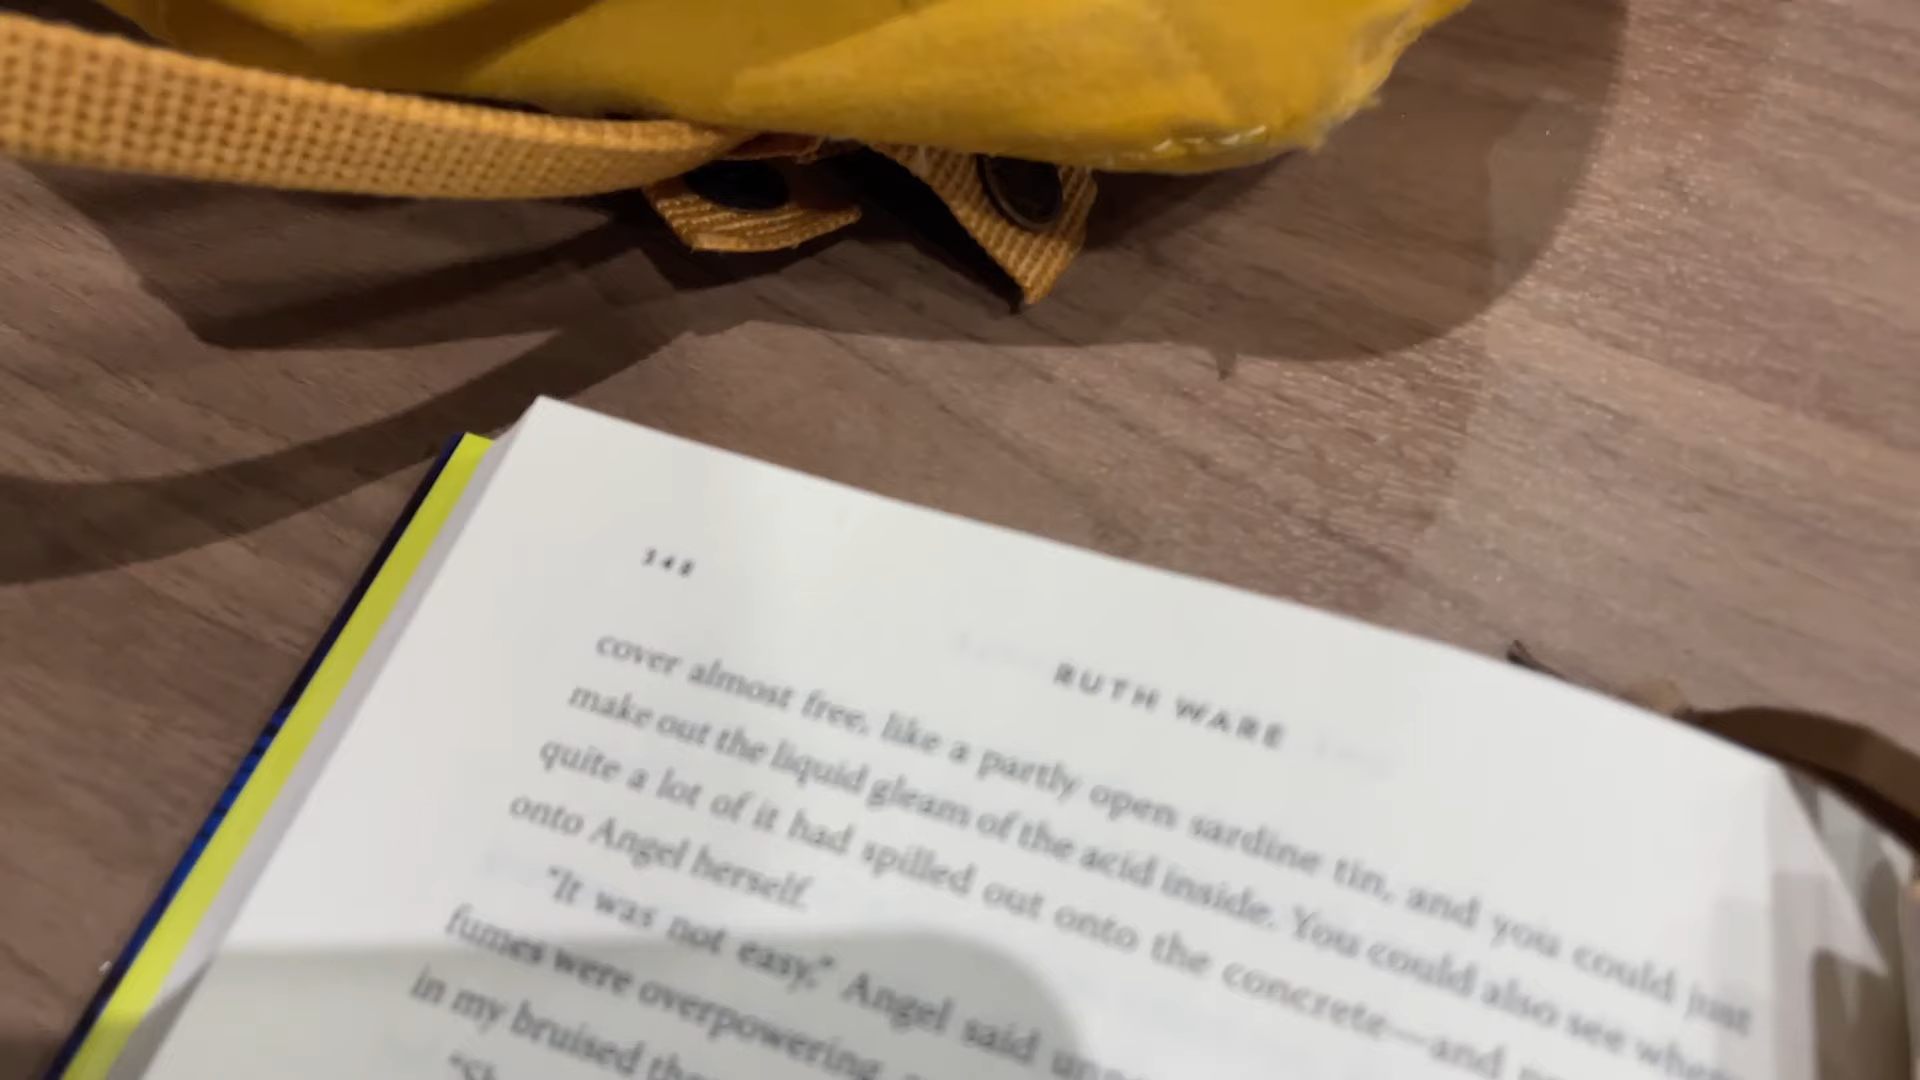 348
RUTH WARE
cover almost free, like a partly open sardine tin, and you could just
make out the liquid gleam of the acid inside. You could also see where
quite a lot of it had spilled out onto the concrete—and
onto Angel herself.
"It was not easy," Angel said
fumes were overpowering,
in my bruised